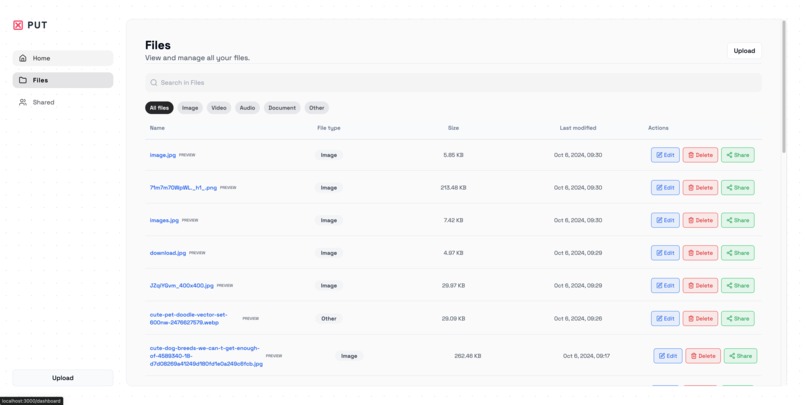 PUT
Home
Files
Shared
Upload
localhost:3000/dashboard
Files
View and manage all your files.
Upload
Search in Files
All files Image Video Audio Document Other
Name File type Size Last modified Actions
image.jpg PREVIEW Image 5.85 KB Oct 6, 2024, 09:30 Edit Delete Share
71m7m70WpWL._h1_.png PREVIEW Image 213.48 KB Oct 6, 2024, 09:30 Edit Delete Share
images.jpg PREVIEW Image 7.42 KB Oct 6, 2024, 09:30 Edit Delete Share
download.jpg PREVIEW Image 4.97 KB Oct 6, 2024, 09:29 Edit Delete Share
PREVIEW Image 29.97 KB Oct 6, 2024, 09:29 Edit Delete Share
cute-pet-doodle-vector-set-
600nw-2476627579.webp PREVIEW Other 29.09 KB Oct 6, 2024, 09:26 Edit Delete Share
cute-dog-breeds-we-can-t-get-enough-
of-4589340-18-
PREVIEW Image 262.46 KB Oct 6, 2024, 09:17 Edit Delete Share